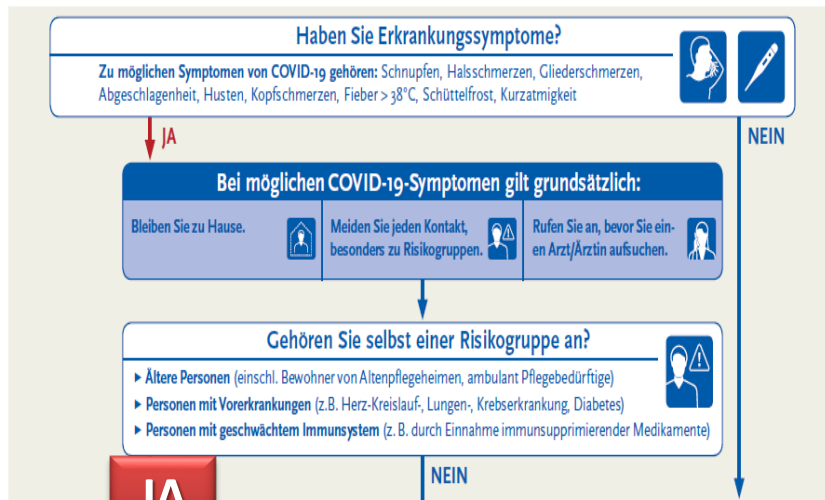 Haben Sie Erkrankungssymptome?
Zu möglichen Symptomen von COVID-19 gehören: Schnupfen, Halsschmerzen, Gliederschmerzen,
Abgeschlagenheit, Husten, Kopfschmerzen, Fieber > 38°C, Schüttelfrost, Kurzatmigkeit
JA
NEIN
Bei möglichen COVID-19-Symptomen gilt grundsätzlich:
Bleiben Sie zu Hause.
Meiden Sie jeden Kontakt,
besonders zu Risikogruppen.
Rufen Sie an, bevor Sie ein-
en Arzt/Ärztin aufsuchen.
Gehören Sie selbst einer Risikogruppe an?
▸ Ältere Personen (einschl. Bewohner von Altenpflegeheimen, ambulant Pflegebedürftige)
▸ Personen mit Vorerkrankungen (z.B. Herz-Kreislauf-, Lungen-, Krebserkrankung, Diabetes)
▸ Personen mit geschwächtem Immunsystem (z. B. durch Einnahme immunsupprimierender Medikamente)
JA
NEIN